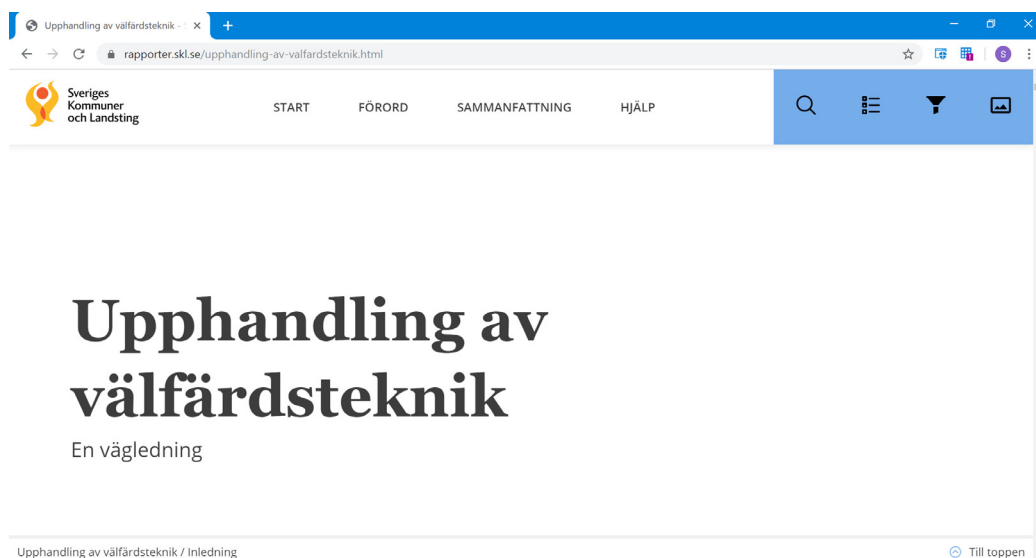 Upphandling av välfärdsteknik -
rapporter.skl.se/upphandling-av-valfardsteknik.html
S
Sveriges
Kommuner
och Landsting
START
FÖRORD
SAMMANFATTNING
HJÄLP
Upphandling av
välfärdsteknik
En vägledning
Upphandling av välfärdsteknik / Inledning
Till toppen